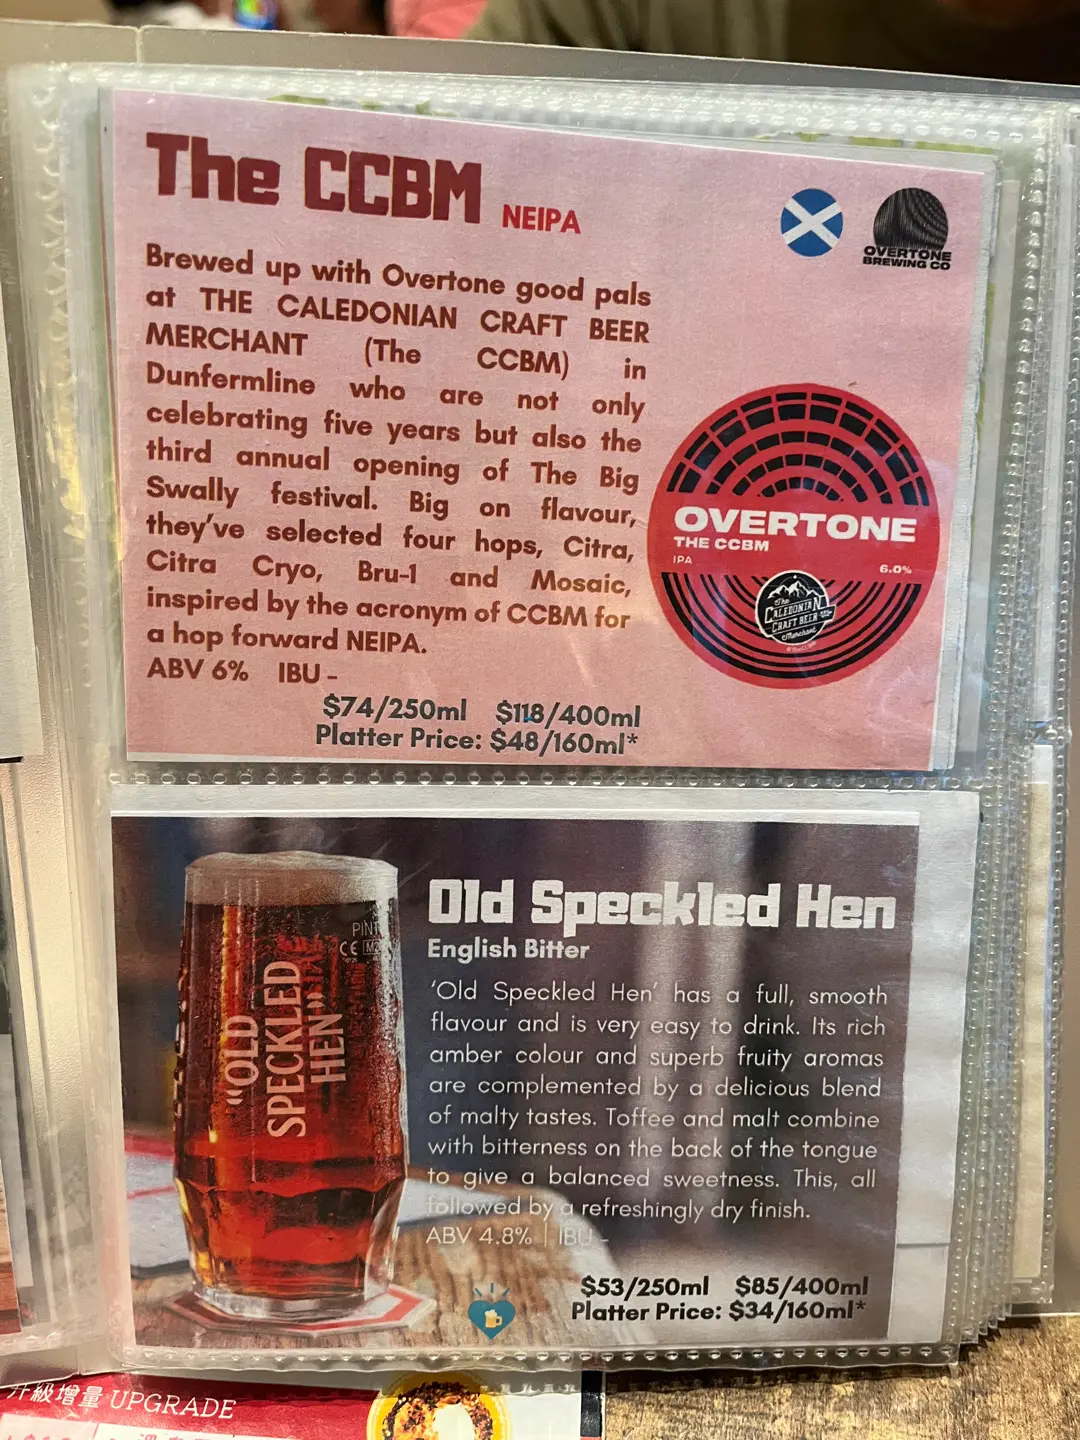 The CCBM NEIPA
OVERTONE
BREWING CO
Brewed up with Overtone good pals
at THE CALEDONIAN CRAFT BEER
MERCHANT (The CCBM) in
Dunfermline who are not only
celebrating five years but also the
third annual opening of The Big
Swally festival. Big on flavour,
they've selected four hops, Citra,
Citra Cryo, Bru-1 and Mosaic,
inspired by the acronym of CCBM for
a hop forward NEIPA.
ABV 6% IBU -
$74/250ml $118/400ml
Platter Price: $48/160ml*
OVERTONE
THE CCBM
IPA 6.0%
The
CALEDONIAN
CRAFT BEER
Merchant
Old Speckled Hen
English Bitter
'Old Speckled Hen' has a full, smooth
flavour and is very easy to drink. Its rich
amber colour and superb fruity aromas
are complemented by a delicious blend
of malty tastes. Toffee and malt combine
with bitterness on the back of the tongue
to give a balanced sweetness. This, all
followed by a refreshingly dry finish.
ABV 4.8% | IBU -
$53/250ml $85/400ml
Platter Price: $34/160ml*
PINT
CE M2
"OLD
SPECKLED
HEN"
升級增量 UPGRADE